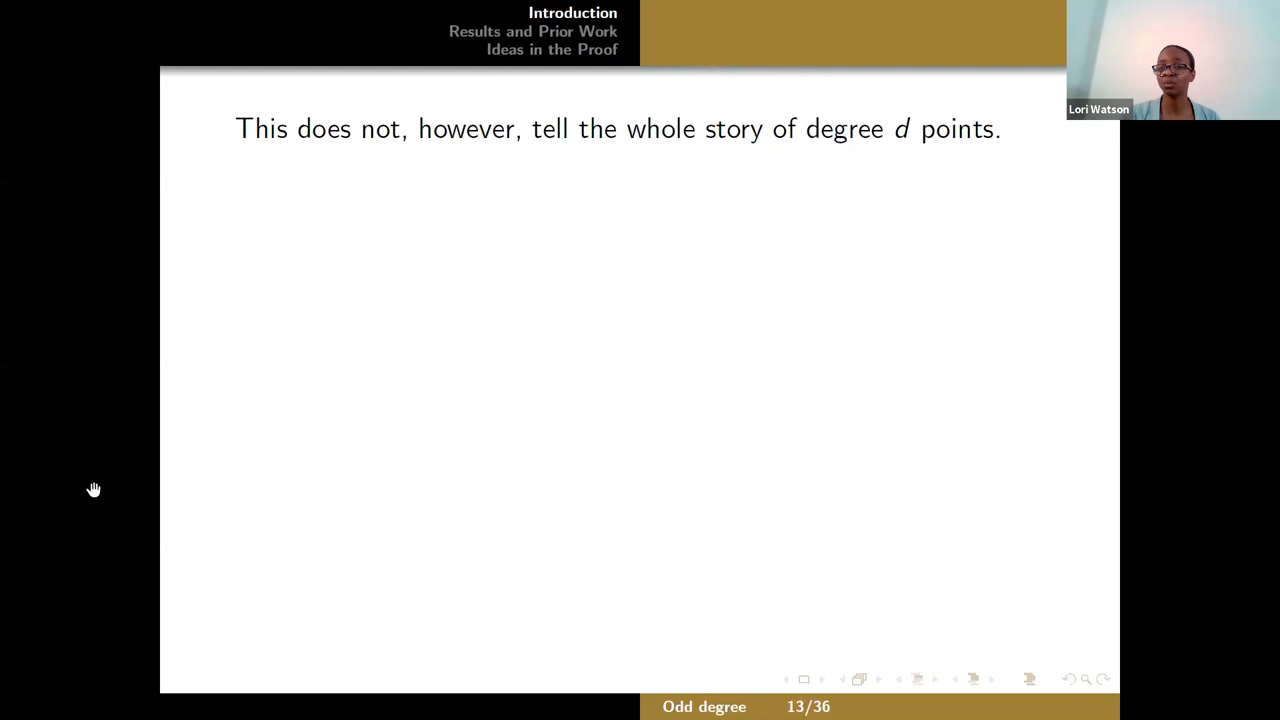 Introduction
Results and Prior Work
Ideas in the Proof
Lori Watson
This does not, however, tell the whole story of degree d points.
Odd degree 13/36